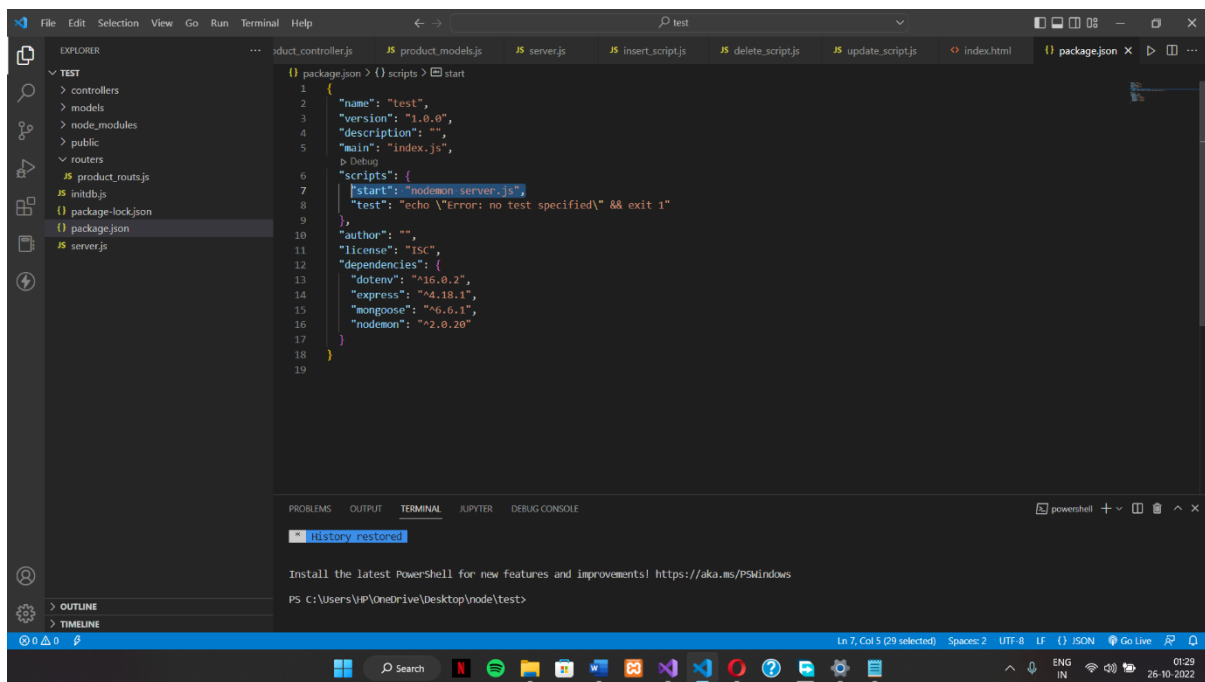 File Edit Selection View Go Run Terminal Help
test
EXPLORER
TEST
controllers
models
node_modules
public
routers
JS product_routs.js
JS initdb.js
{} package-lock.json
{} package.json
JS server.js
OUTLINE
TIMELINE
oduct_controller.js JS product_models.js JS server.js JS insert_script.js JS delete_script.js JS update_script.js <> index.html {} package.json
{} package.json > {} scripts > start
1 {
2 "name": "test",
3 "version": "1.0.0",
4 "description": "",
5 "main": "index.js",
Debug
6 "scripts": {
7 "start": "nodemon server.js",
8 "test": "echo \"Error: no test specified\" && exit 1"
9 },
10 "author": "",
11 "license": "ISC",
12 "dependencies": {
13 "dotenv": "^16.0.2",
14 "express": "^4.18.1",
15 "mongoose": "^6.6.1",
16 "nodemon": "^2.0.20"
17 }
18 }
19
PROBLEMS OUTPUT TERMINAL JUPYTER DEBUG CONSOLE
powershell
* History restored
Install the latest PowerShell for new features and improvements! https://aka.ms/PSWindows
PS C:\Users\HP\OneDrive\Desktop\node\test>
0 0 Ln 7, Col 5 (29 selected) Spaces: 2 UTF-8 LF {} JSON Go Live
Search
ENG
IN
01:29
26-10-2022